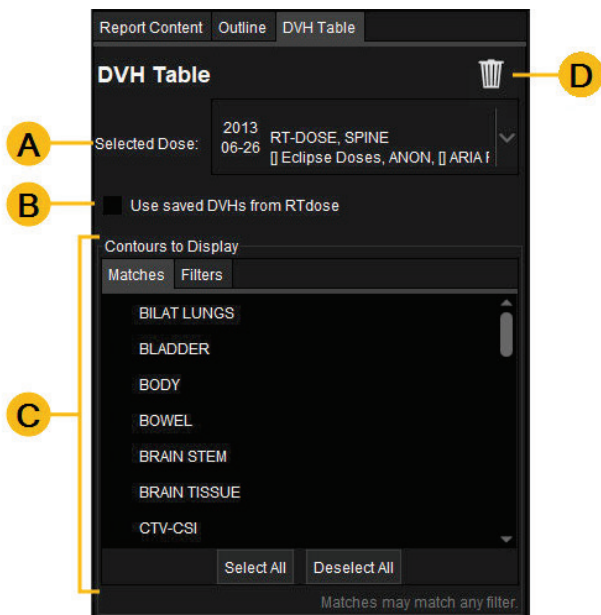 Report Content Outline DVH Table
DVH Table
D
A
Selected Dose:
2013
06-26
RT-DOSE, SPINE
[] Eclipse Doses, ANON, [] ARIA F
B
Use saved DVHs from RTdose
Contours to Display
Matches Filters
BILAT LUNGS
BLADDER
BODY
BOWEL
C
BRAIN STEM
BRAIN TISSUE
CTV-CSI
Select All Deselect All
Matches may match any filter.